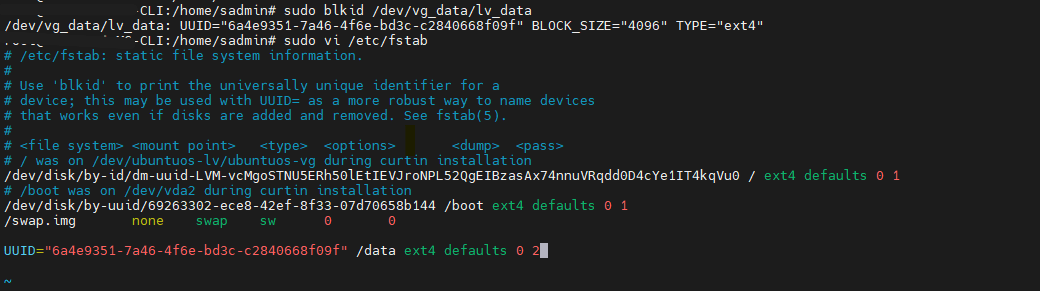 -CLI:/home/sadmin# sudo blkid /dev/vg_data/lv_data
/dev/vg_data/lv_data: UUID="6a4e9351-7a46-4f6e-bd3c-c2840668f09f" BLOCK_SIZE="4096" TYPE="ext4"
-CLI:/home/sadmin# sudo vi /etc/fstab
# /etc/fstab: static file system information.
#
# Use 'blkid' to print the universally unique identifier for a
# device; this may be used with UUID= as a more robust way to name devices
# that works even if disks are added and removed. See fstab(5).
#
# <file system> <mount point>   <type>  <options>       <dump>  <pass>
# / was on /dev/ubuntuos-lv/ubuntuos-vg during curtin installation
/dev/disk/by-id/dm-uuid-LVM-vcMgoSTNU5ERh50lEtIEVJroNPL52QgEIBzasAx74nnuVRqdd0D4cYe1IT4kqVu0 / ext4 defaults 0 1
# /boot was on /dev/vda2 during curtin installation
/dev/disk/by-uuid/69263302-ece8-42ef-8f33-07d70658b144 /boot ext4 defaults 0 1
/swap.img       none    swap    sw      0       0
UUID="6a4e9351-7a46-4f6e-bd3c-c2840668f09f" /data ext4 defaults 0 2
~